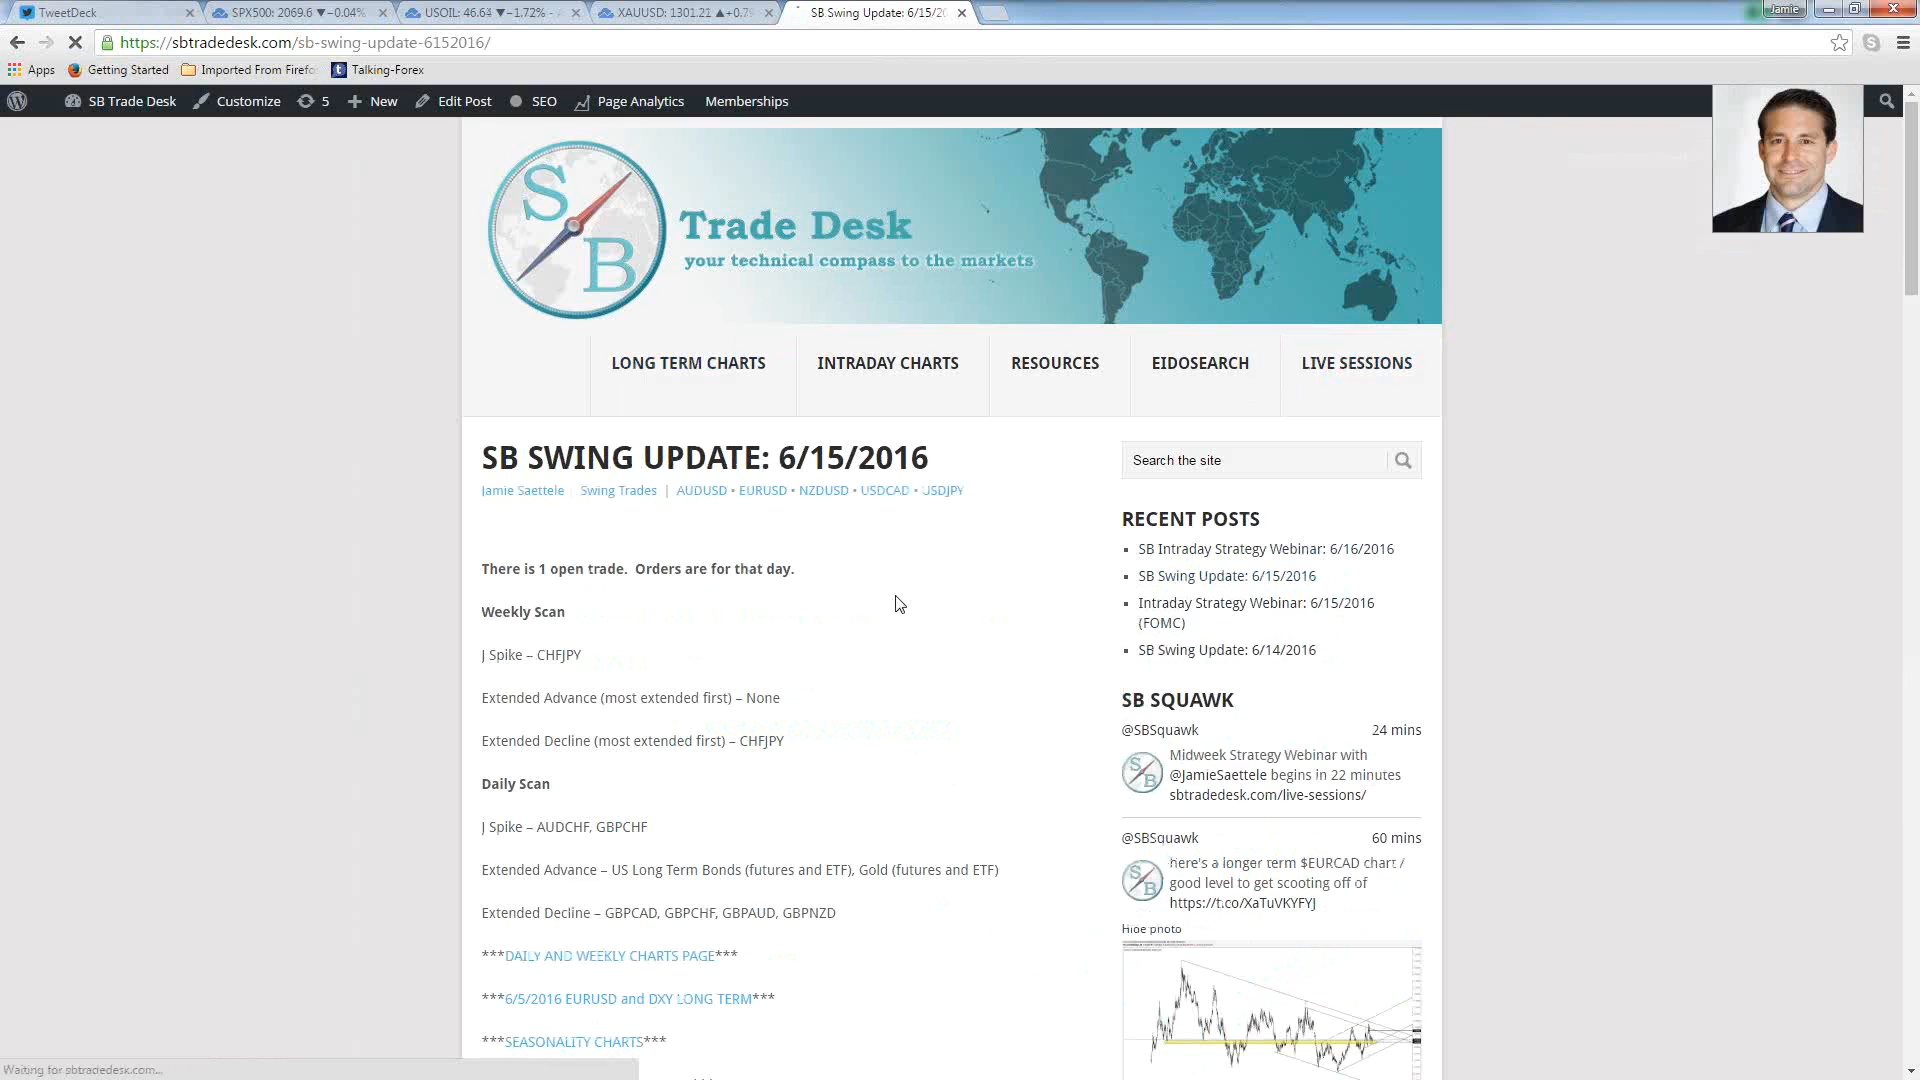 TweetDeck
SPX500: 2069.6 ▼−0.04%
USOIL: 46.64 ▼−1.72% -
XAUUSD: 1301.21 ▲+0.7
SB Swing Update: 6/15/20
Jamie
https://sbtradedesk.com/sb-swing-update-6152016/
Apps
Getting Started
Imported From Firefo
Talking-Forex
SB Trade Desk
Customize
5
New
Edit Post
SEO
Page Analytics
Memberships
S
B
Trade Desk
your technical compass to the markets
LONG TERM CHARTS
INTRADAY CHARTS
RESOURCES
EIDOSEARCH
LIVE SESSIONS
SB SWING UPDATE: 6/15/2016
Jamie Saettele | Swing Trades | AUDUSD • EURUSD • NZDUSD • USDCAD • USDJPY
There is 1 open trade. Orders are for that day.
Weekly Scan
J Spike – CHFJPY
Extended Advance (most extended first) – None
Extended Decline (most extended first) – CHFJPY
Daily Scan
J Spike – AUDCHF, GBPCHF
Extended Advance – US Long Term Bonds (futures and ETF), Gold (futures and ETF)
Extended Decline – GBPCAD, GBPCHF, GBPAUD, GBPNZD
***DAILY AND WEEKLY CHARTS PAGE***
***6/5/2016 EURUSD and DXY LONG TERM***
***SEASONALITY CHARTS***
Search the site
RECENT POSTS
SB Intraday Strategy Webinar: 6/16/2016
SB Swing Update: 6/15/2016
Intraday Strategy Webinar: 6/15/2016
(FOMC)
SB Swing Update: 6/14/2016
SB SQUAWK
@SBSquawk 24 mins
Midweek Strategy Webinar with
@JamieSaettele begins in 22 minutes
sbtradedesk.com/live-sessions/
@SBSquawk 60 mins
here's a longer term $EURCAD chart /
good level to get scooting off of
https://t.co/XaTuVKYFYJ
Hide photo
Waiting for sbtradedesk.com...